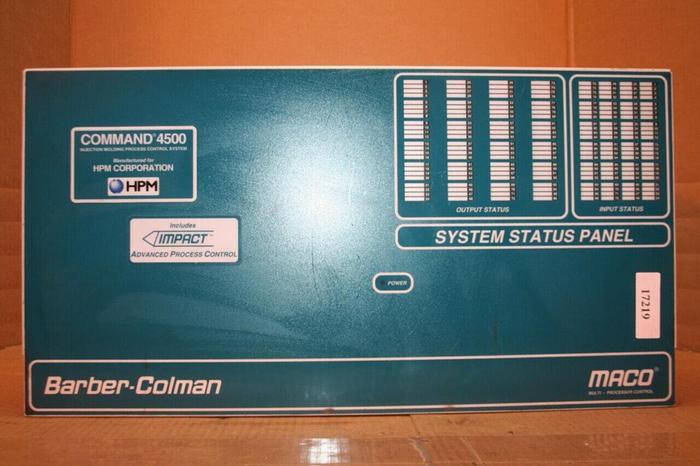 COMMAND 4500
INJECTION MOLDING PROCESS CONTROL SYSTEM
Manufactured for
HPM CORPORATION
HPM
includes
IMPACT™
ADVANCED PROCESS CONTROL
OUTPUT STATUS
INPUT STATUS
SYSTEM STATUS PANEL
POWER
17219
Barber-Colman
MACO®
MULTI - PROCESSOR CONTROL